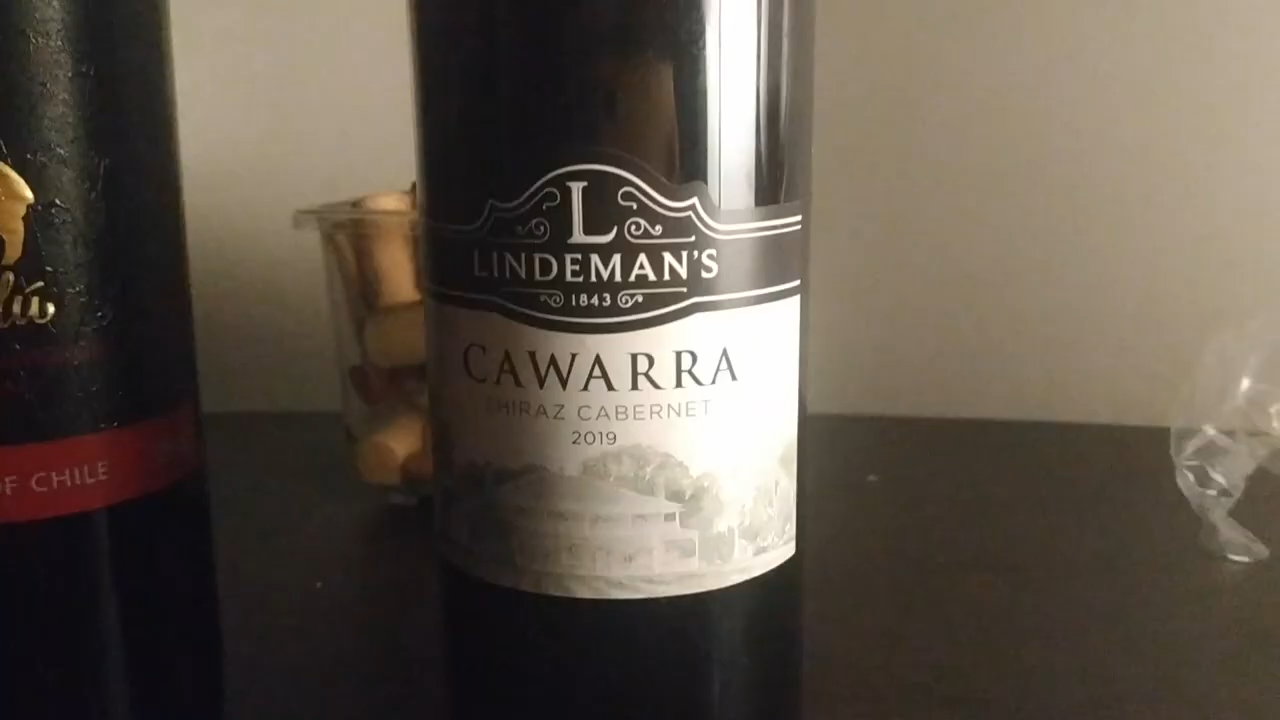 OF CHILE
L
LINDEMAN'S
1843
CAWARRA
SHIRAZ CABERNET
2019